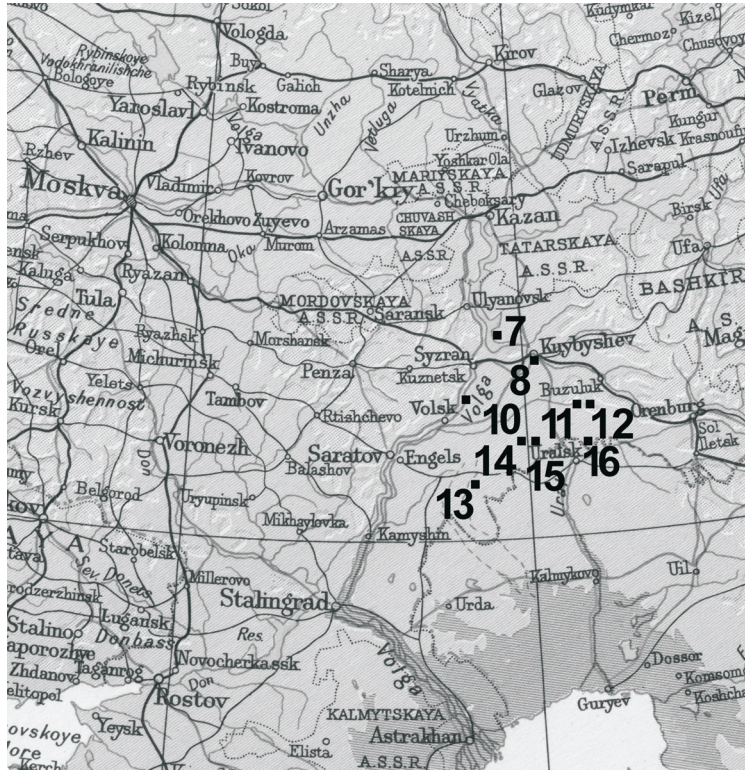 Sokol
Vologda
Kudymkar
Kizel
Chermoz
Chusovoy
Rybinskoye
Vodokhranilishche
Bologoye
Buy
Galich
Sharya
Kotelnich
Kirov
Glazov
Perm
Rybinsk
Yaroslavl
Kostroma
Unzha
Vetluga
Vyatka
UDMURTSKAYA
A.S.S.R.
Kungur
Krasnouf
Kalinin
Volga
Ivanovo
Urzhum
Izhevsk
Rzhev
Yoshkar Ola
MARIYSKAYA
A.S.S.R.
Sarapul
Moskva
Vladimir
Kovrov
Gor'kiy
Cheboksary
Kazan
Birsk
Ufa
Orekhovo Zuyevo
CHUVASH
SKAYA
A.S.S.R.
Serpukhov
Kolomna
Oka
Murom
Arzamas
TATARSKAYA
A.S.S.R.
Ufa
Kaluga
Ryazan
BASHKIR
Tula
MORDOVSKAYA
A.S.S.R.
Saransk
Ulyanovsk
A. S.
Mag
Sredne
Russkaye
Vozvyshennost
Orel
Ryazhsk
Morshansk
7
Kuybyshev
Michurinsk
Penza
Syzran
Kuznetsk
8
Buzuluk
Yelets
Tambov
Rtishchevo
Volsk
Volga
10
11
12
Orenburg
Kursk
Voronezh
Saratov
Engels
14
Uralsk
15
16
Sol
Iletsk
Don
Balashov
13
Belgorod
Uryupinsk
Mikhaylovka
Kamyshin
Starobelsk
Sev. Donets
Millerovo
Kalmykovo
Uil
Lugansk
Stalingrad
Urda
Stalino
Donbass
Res.
Zhdanov
Taganrog
Novocherkassk
Volga
Dossor
Don
Rostov
Guryev
Yeysk
KALMYTSKAYA
A.S.S.R.
Elista
Astrakhan